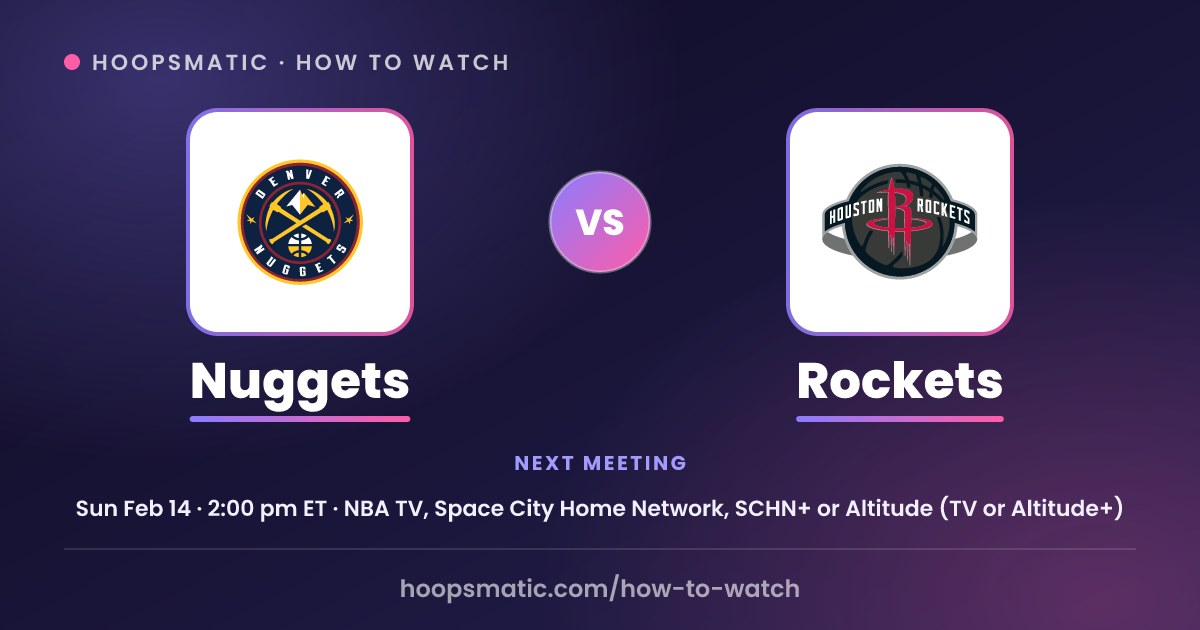 HOOPSMATIC · HOW TO WATCH
DENVER
NUGGETS
VS
HOUSTON ROCKETS
R
Nuggets
Rockets
NEXT MEETING
Sun Feb 14 · 2:00 pm ET · NBA TV, Space City Home Network, SCHN+ or Altitude (TV or Altitude+)
hoopsmatic.com/how-to-watch